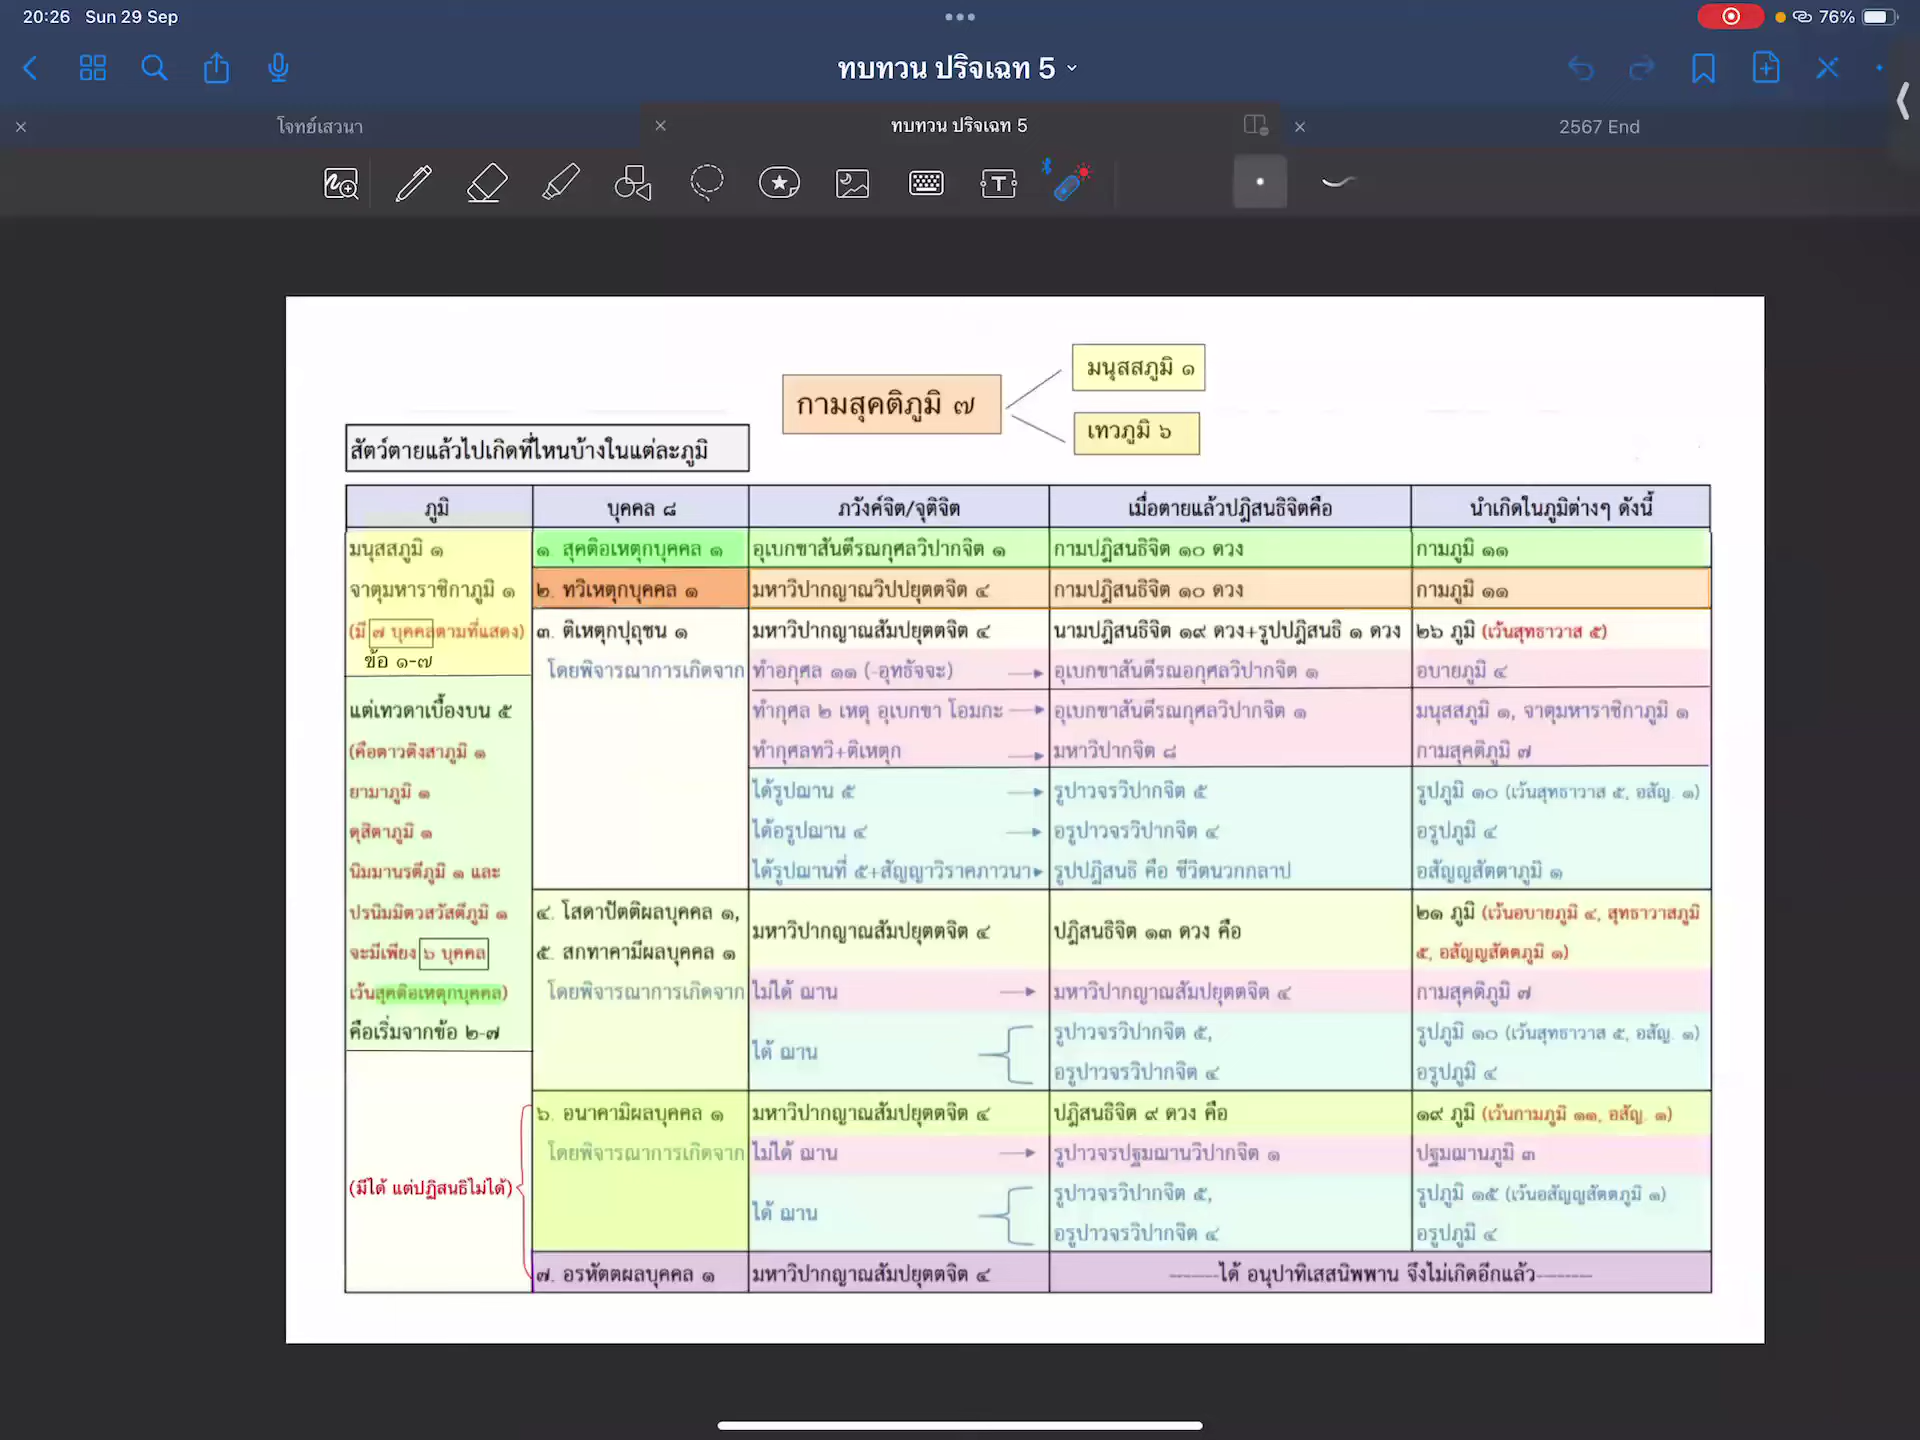 20:26 Sun 29 Sep
76%
ทบทวน ปริจเฉท 5
โจทย์เสวนา
ทบทวน ปริจเฉท 5
2567 End
กามสุคติภูมิ ๗
มนุสสภูมิ ๑
เทวภูมิ ๖
สัตว์ตายแล้วไปเกิดที่ไหนบ้างในแต่ละภูมิ
ภูมิ บุคคล ๘ ภวังค์จิต/จุติจิต เมื่อตายแล้วปฏิสนธิจิตคือ นำเกิดในภูมิต่างๆ ดังนี้
มนุสสภูมิ ๑ ๑. สุคติอเหตุกบุคคล ๑ อุเบกขาสันตีรณกุศลวิปากจิต ๑ กามปฏิสนธิจิต ๑๐ ดวง กามภูมิ ๑๑
จาตุมหาราชิกาภูมิ ๑ ๒. ทวิเหตุกบุคคล ๑ มหาวิปากญาณวิปปยุตตจิต ๔ กามปฏิสนธิจิต ๑๐ ดวง กามภูมิ ๑๑
(มี ๗ บุคคลตามที่แสดง) ๓. ติเหตุกปุถุชน ๑ มหาวิปากญาณสัมปยุตตจิต ๔ นามปฏิสนธิจิต ๑๙ ดวง+รูปปฏิสนธิ ๑ ดวง ๒๖ ภูมิ (เว้นสุทธาวาส ๕)
ข้อ ๑-๗ โดยพิจารณาการเกิดจาก ทำอกุศล ๑๑ (-อุทธัจจะ) อุเบกขาสันตีรณอกุศลวิปากจิต ๑ อบายภูมิ ๔
แต่เทวดาเบื้องบน ๕ ทำกุศล ๒ เหตุ อุเบกขา โอมกะ อุเบกขาสันตีรณกุศลวิปากจิต ๑ มนุสสภูมิ ๑, จาตุมหาราชิกาภูมิ ๑
(คือดาวดึงสาภูมิ ๑ ทำกุศลทวิ+ติเหตุก มหาวิปากจิต ๘ กามสุคติภูมิ ๗
ยามาภูมิ ๑ ได้รูปฌาน ๕ รูปาวจรวิปากจิต ๕ รูปภูมิ ๑๐ (เว้นสุทธาวาส ๕, อสัญ. ๑)
ดุสิตาภูมิ ๑ ได้อรูปฌาน ๔ อรูปาวจรวิปากจิต ๔ อรูปภูมิ ๔
นิมมานรตีภูมิ ๑ และ ได้รูปฌานที่ ๕+สัญญาวิราคภาวนา รูปปฏิสนธิ คือ ชีวิตนวกกลาป อสัญญสัตตาภูมิ ๑
ปรนิมมิตวสวัสตีภูมิ ๑ ๔. โสดาปัตติผลบุคคล ๑, มหาวิปากญาณสัมปยุตตจิต ๔ ปฏิสนธิจิต ๑๓ ดวง คือ ๒๑ ภูมิ (เว้นอบายภูมิ ๔, สุทธาวาสภูมิ
จะมีเพียง ๖ บุคคล ๕. สกทาคามีผลบุคคล ๑ ๕, อสัญญสัตตภูมิ ๑)
เว้นสุคติอเหตุกบุคคล) โดยพิจารณาการเกิดจาก ไม่ได้ ฌาน มหาวิปากญาณสัมปยุตตจิต ๔ กามสุคติภูมิ ๗
คือเริ่มจากข้อ ๒-๗ ได้ ฌาน รูปาวจรวิปากจิต ๕, รูปภูมิ ๑๐ (เว้นสุทธาวาส ๕, อสัญ. ๑)
อรูปาวจรวิปากจิต ๔ อรูปภูมิ ๔
๖. อนาคามิผลบุคคล ๑ มหาวิปากญาณสัมปยุตตจิต ๔ ปฏิสนธิจิต ๙ ดวง คือ ๑๙ ภูมิ (เว้นกามภูมิ ๑๑, อสัญ. ๑)
โดยพิจารณาการเกิดจาก ไม่ได้ ฌาน รูปาวจรปฐมฌานวิปากจิต ๑ ปฐมฌานภูมิ ๓
(มีได้ แต่ปฏิสนธิไม่ได้) ได้ ฌาน รูปาวจรวิปากจิต ๕, รูปภูมิ ๑๕ (เว้นอสัญญสัตตภูมิ ๑)
อรูปาวจรวิปากจิต ๔ อรูปภูมิ ๔
๗. อรหัตตผลบุคคล ๑ มหาวิปากญาณสัมปยุตตจิต ๔ -------ได้ อนุปาทิเสสนิพพาน จึงไม่เกิดอีกแล้ว-------